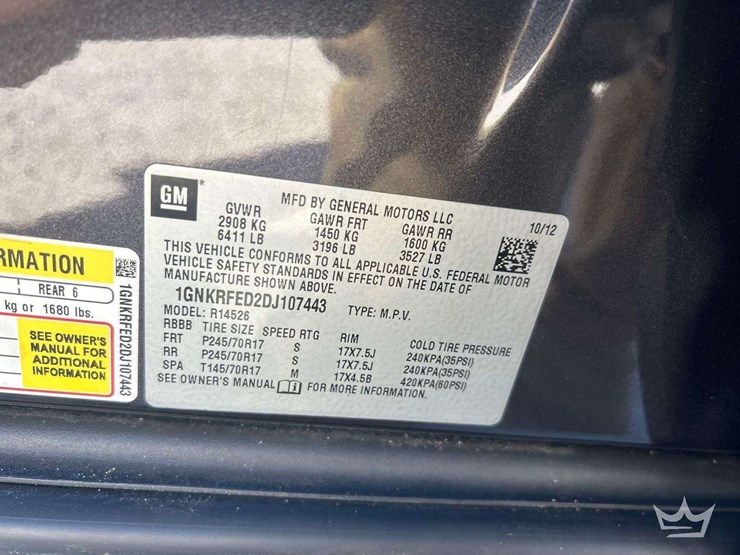 RMATION
REAR 6
kg or 1680 lbs.
SEE OWNER'S
MANUAL FOR
ADDITIONAL
INFORMATION
1GNKRFED2DJ107443
GM
MFD BY GENERAL MOTORS LLC
10/12
GVWR GAWR FRT GAWR RR
2908 KG 1450 KG 1600 KG
6411 LB 3196 LB 3527 LB
THIS VEHICLE CONFORMS TO ALL APPLICABLE U.S. FEDERAL MOTOR
VEHICLE SAFETY STANDARDS IN EFFECT ON THE DATE OF
MANUFACTURE SHOWN ABOVE.
1GNKRFED2DJ107443 TYPE: M.P.V.
MODEL: R14526
RBBB TIRE SIZE SPEED RTG RIM COLD TIRE PRESSURE
FRT P245/70R17 S 17X7.5J 240KPA(35PSI)
RR P245/70R17 S 17X7.5J 240KPA(35PSI)
SPA T145/70R17 M 17X4.5B 420KPA(60PSI)
SEE OWNER'S MANUAL FOR MORE INFORMATION.